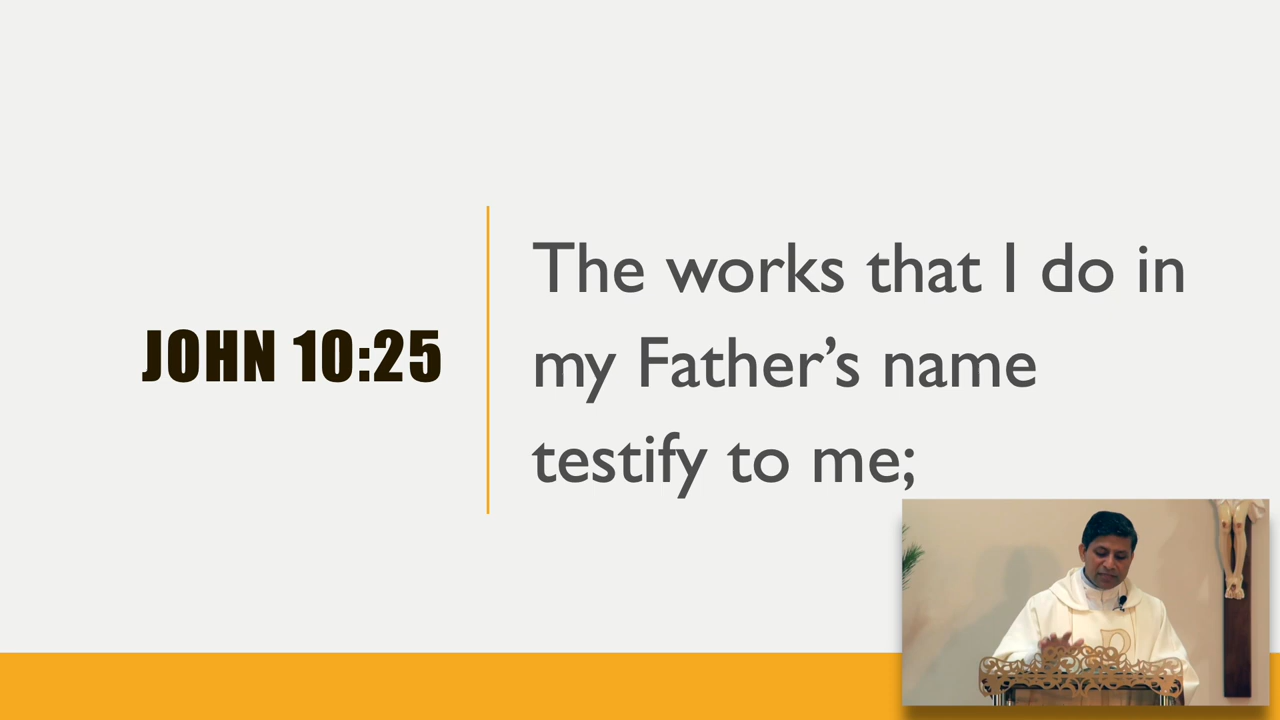 JOHN 10:25
The works that I do in
my Father’s name
testify to me;